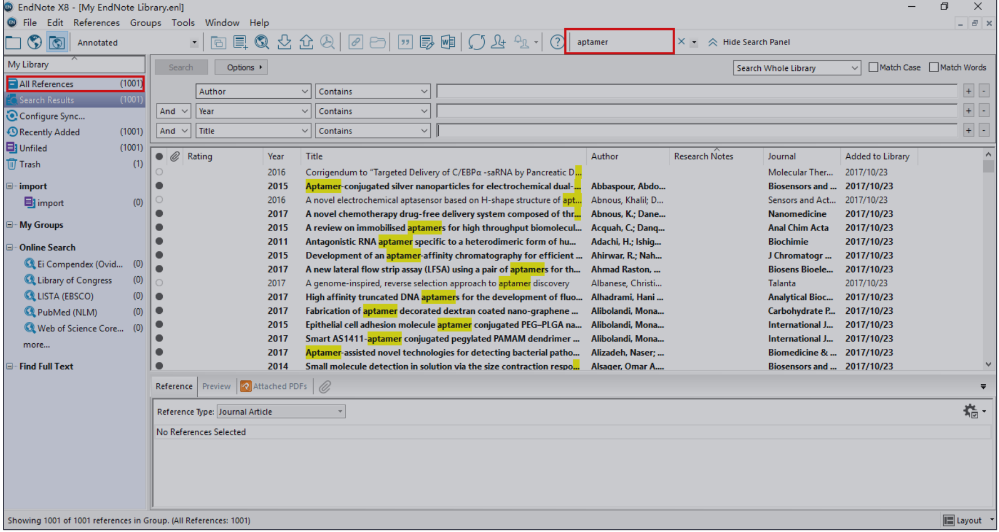 EndNote X8 - [My EndNote Library.enl]
File Edit References Groups Tools Window Help
Annotated aptamer Hide Search Panel
My Library
All References (1001)
Search Results (1001)
Configure Sync...
Recently Added (1001)
Unfiled (1001)
Trash (1)
import
import (0)
My Groups
Online Search
Ei Compendex (Ovid... (0)
Library of Congress (0)
LISTA (EBSCO) (0)
PubMed (NLM) (0)
Web of Science Core... (0)
more...
Find Full Text
Search Options Search Whole Library Match Case Match Words
Author Contains + -
And Year Contains + -
And Title Contains + -
Rating Year Title Author Research Notes Journal Added to Library
2016 Corrigendum to "Targeted Delivery of C/EBPα -saRNA by Pancreatic D... Molecular Ther... 2017/10/23
2015 Aptamer-conjugated silver nanoparticles for electrochemical dual-... Abbaspour, Abdo... Biosensors and ... 2017/10/23
2016 A novel electrochemical aptasensor based on H-shape structure of apt... Abnous, Khalil; D... Sensors and Act... 2017/10/23
2017 A novel chemotherapy drug-free delivery system composed of thr... Abnous, K.; Dane... Nanomedicine 2017/10/23
2015 A review on immobilised aptamers for high throughput biomolecul... Acquah, C.; Danq... Anal Chim Acta 2017/10/23
2011 Antagonistic RNA aptamer specific to a heterodimeric form of hu... Adachi, H.; Ishig... Biochimie 2017/10/23
2015 Development of an aptamer-affinity chromatography for efficient ... Ahirwar, R.; Nah... J Chromatogr ... 2017/10/23
2017 A new lateral flow strip assay (LFSA) using a pair of aptamers for th... Ahmad Raston, ... Biosens Bioele... 2017/10/23
2017 A genome-inspired, reverse selection approach to aptamer discovery Albanese, Christi... Talanta 2017/10/23
2017 High affinity truncated DNA aptamers for the development of fluo... Alhadrami, Hani ... Analytical Bioc... 2017/10/23
2017 Fabrication of aptamer decorated dextran coated nano-graphene ... Alibolandi, Mona... Carbohydrate P... 2017/10/23
2015 Epithelial cell adhesion molecule aptamer conjugated PEG–PLGA na... Alibolandi, Mona... International J... 2017/10/23
2017 Smart AS1411-aptamer conjugated pegylated PAMAM dendrimer ... Alibolandi, Mona... International J... 2017/10/23
2017 Aptamer-assisted novel technologies for detecting bacterial patho... Alizadeh, Naser; ... Biomedicine & ... 2017/10/23
2014 Small molecule detection in solution via the size contraction respo... Alsager, Omar A.... Biosensors and ... 2017/10/23
Reference Preview Attached PDFs
Reference Type: Journal Article
No References Selected
Showing 1001 of 1001 references in Group. (All References: 1001) Layout